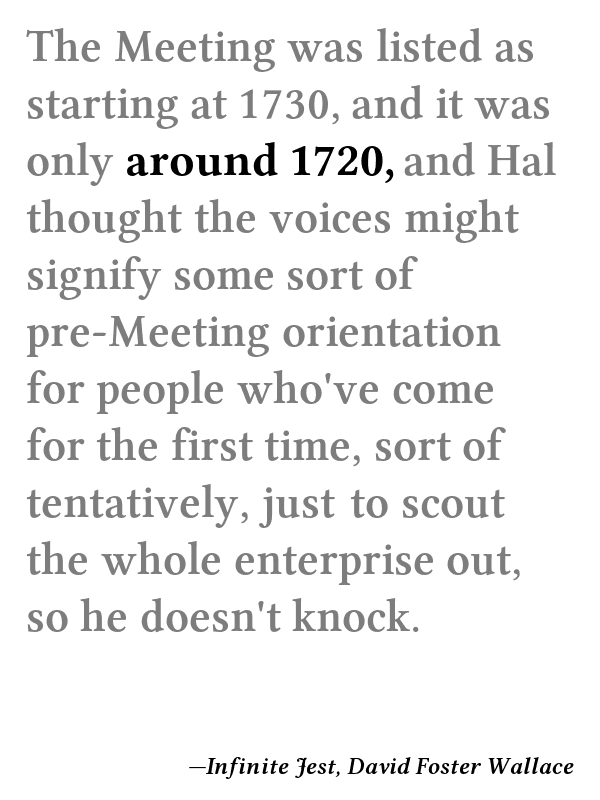 The Meeting was listed as
starting at 1730, and it was
only around 1720, and Hal
thought the voices might
signify some sort of
pre-Meeting orientation
for people who've come
for the first time, sort of
tentatively, just to scout
the whole enterprise out,
so he doesn't knock.
—Infinite Jest, David Foster Wallace